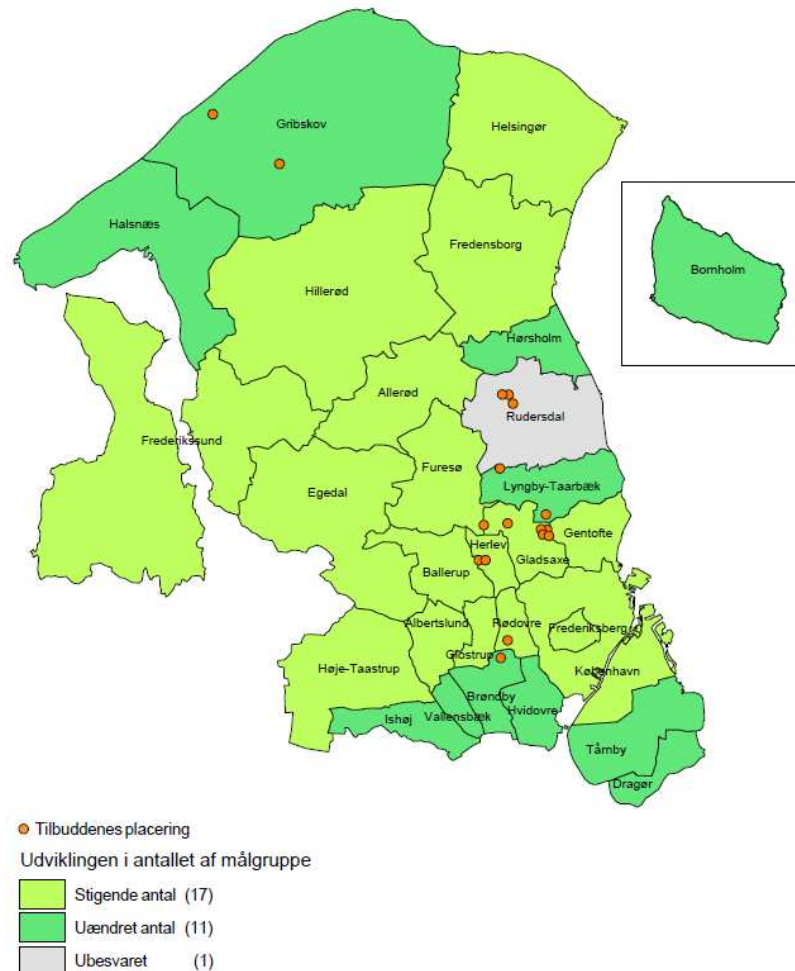 Gribskov
Helsingør
Halsnæs
Fredensborg
Bornholm
Hillerød
Hørsholm
Allerød
Rudersdal
Frederikssund
Furesø
Egedal
Lyngby-Taarbæk
Gentofte
Herlev
Gladsaxe
Ballerup
Albertslund
Rødovre
Frederiksberg
Glostrup
Høje-Taastrup
København
Brøndby
Ishøj
Vallensbæk
Hvidovre
Tårnby
Dragør
Tilbuddenes placering
Udviklingen i antallet af målgruppe
Stigende antal (17)
Uændret antal (11)
Ubesvaret (1)